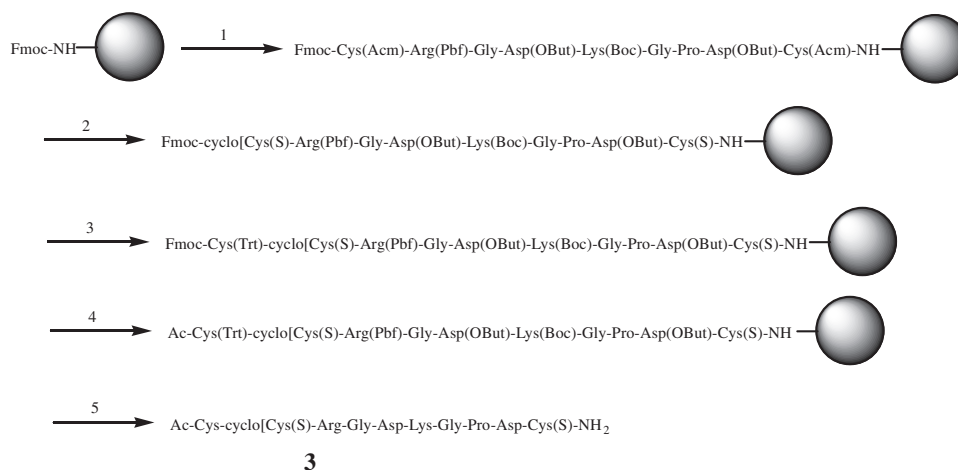 Fmoc-NH
1
Fmoc-Cys(Acm)-Arg(Pbf)-Gly-Asp(OBut)-Lys(Boc)-Gly-Pro-Asp(OBut)-Cys(Acm)-NH
2
Fmoc-cyclo[Cys(S)-Arg(Pbf)-Gly-Asp(OBut)-Lys(Boc)-Gly-Pro-Asp(OBut)-Cys(S)-NH
3
Fmoc-Cys(Trt)-cyclo[Cys(S)-Arg(Pbf)-Gly-Asp(OBut)-Lys(Boc)-Gly-Pro-Asp(OBut)-Cys(S)-NH
4
Ac-Cys(Trt)-cyclo[Cys(S)-Arg(Pbf)-Gly-Asp(OBut)-Lys(Boc)-Gly-Pro-Asp(OBut)-Cys(S)-NH
5
Ac-Cys-cyclo[Cys(S)-Arg-Gly-Asp-Lys-Gly-Pro-Asp-Cys(S)-NH₂
3